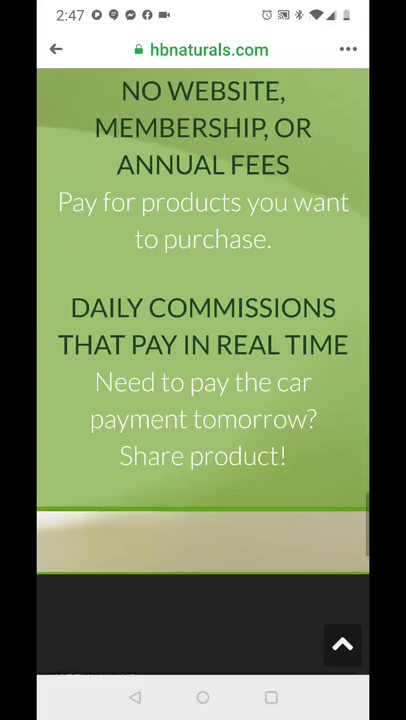 2:47
hbnaturals.com
NO WEBSITE,
MEMBERSHIP, OR
ANNUAL FEES
Pay for products you want
to purchase.
DAILY COMMISSIONS
THAT PAY IN REAL TIME
Need to pay the car
payment tomorrow?
Share product!